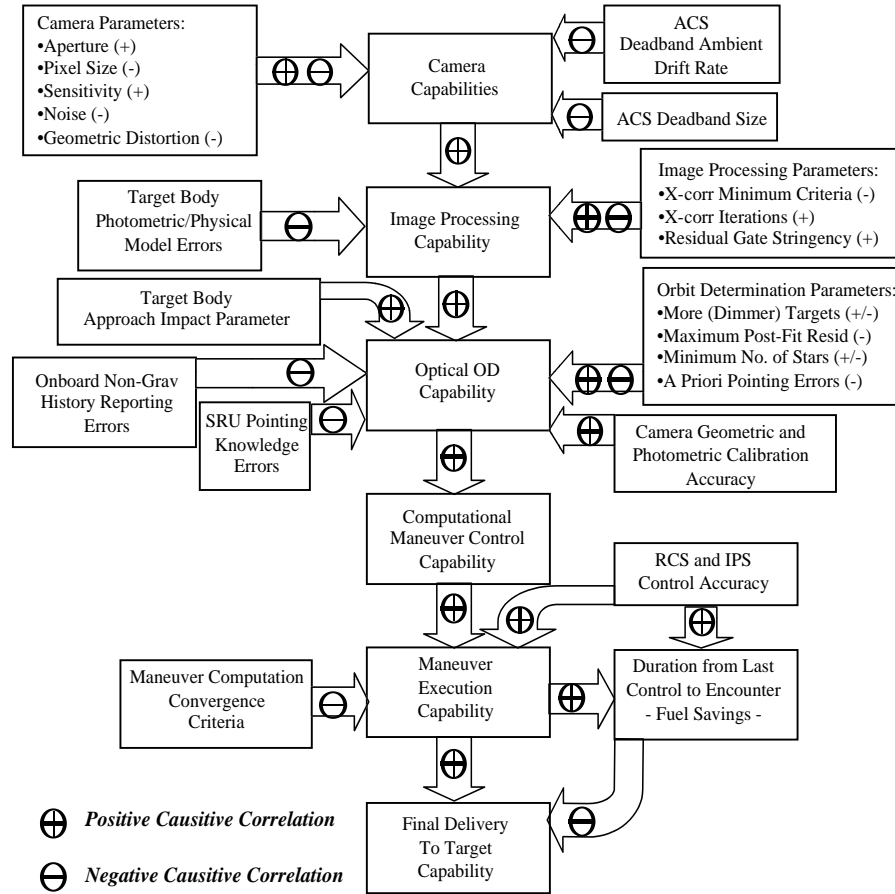 Camera Parameters:
•Aperture (+)
•Pixel Size (-)
•Sensitivity (+)
•Noise (-)
•Geometric Distortion (-)
Camera
Capabilities
ACS
Deadband Ambient
Drift Rate
ACS Deadband Size
Target Body
Photometric/Physical
Model Errors
Image Processing
Capability
Image Processing Parameters:
•X-corr Minimum Criteria (-)
•X-corr Iterations (+)
•Residual Gate Stringency (+)
Target Body
Approach Impact Parameter
Orbit Determination Parameters:
•More (Dimmer) Targets (+/-)
•Maximum Post-Fit Resid (-)
•Minimum No. of Stars (+/-)
•A Priori Pointing Errors (-)
Onboard Non-Grav
History Reporting
Errors
Optical OD
Capability
SRU Pointing
Knowledge
Errors
Camera Geometric and
Photometric Calibration
Accuracy
Computational
Maneuver Control
Capability
RCS and IPS
Control Accuracy
Maneuver Computation
Convergence
Criteria
Maneuver
Execution
Capability
Duration from Last
Control to Encounter
- Fuel Savings -
Final Delivery
To Target
Capability
Positive Causitive Correlation
Negative Causitive Correlation